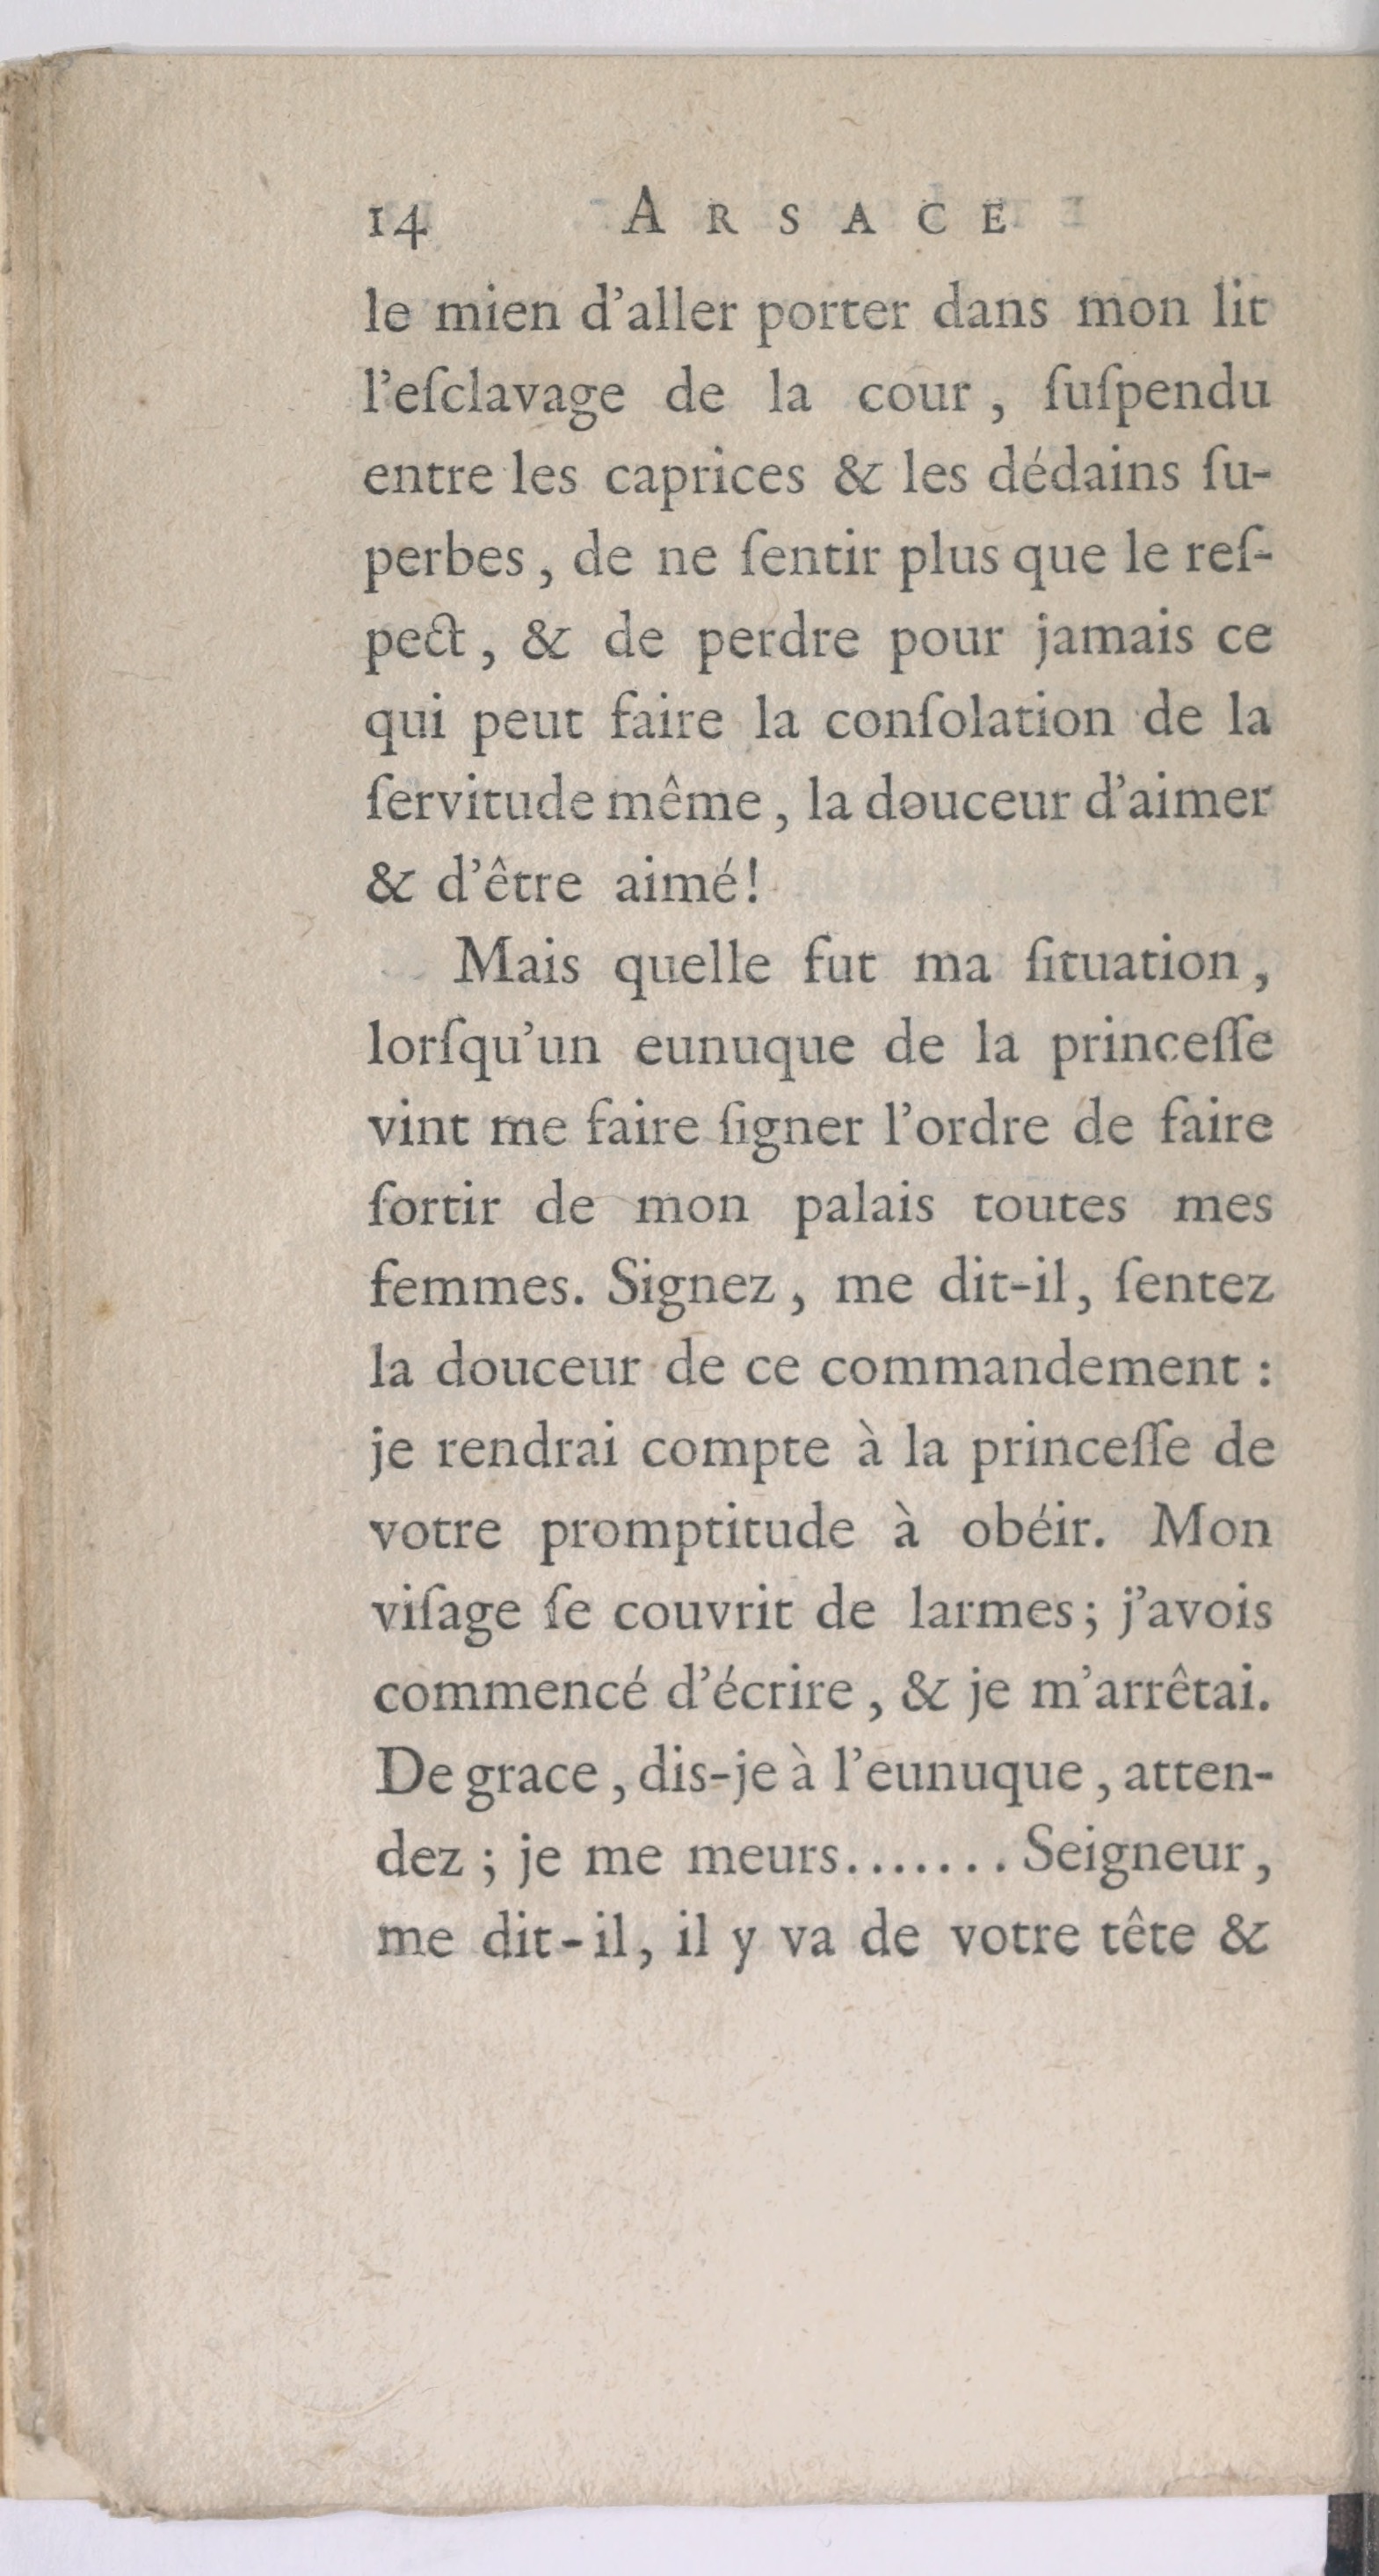 14 ARSACE
le mien d'aller porter dans mon lit
l'eſclavage de la cour, ſuſpendu
entre les caprices & les dédains ſu-
perbes, de ne ſentir plus que le reſ-
pect, & de perdre pour jamais ce
qui peut faire la conſolation de la
ſervitude même, la douceur d'aimer
& d'être aimé!
Mais quelle fut ma ſituation,
lorſqu'un eunuque de la princeſſe
vint me faire ſigner l'ordre de faire
ſortir de mon palais toutes mes
femmes. Signez, me dit-il, ſentez
la douceur de ce commandement :
je rendrai compte à la princeſſe de
votre promptitude à obéir. Mon
viſage ſe couvrit de larmes; j'avois
commencé d'écrire, & je m'arrêtai.
De grace, dis-je à l'eunuque, atten-
dez ; je me meurs....... Seigneur,
me dit-il, il y va de votre tête &